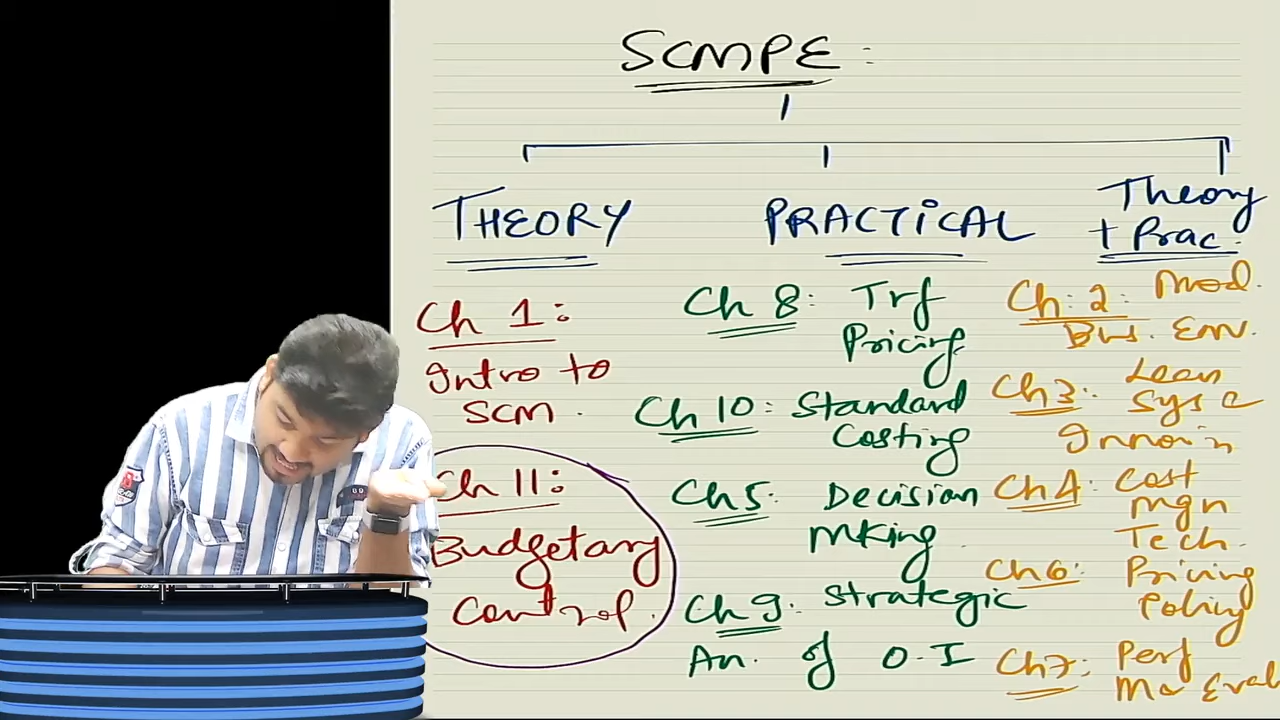 SCMPE:
THEORY
Ch 1:
Intro to
SCM.
Ch 11:
Budgetary
Control.
PRACTICAL
Ch 8: Trf
Pricing
Ch 10: Standard
Costing
Ch 5: Decision
Mking
Ch 9. Strategic
An. of O.I
Theory
+ Prac.
Ch: 2: Mod.
Bus. Env.
Ch 3: Lean
Sys &
Innov'n
Ch 4: Cost
Mgn
Tech.
Ch 6: Pricing
Policy
Ch 7: Perf
Eval